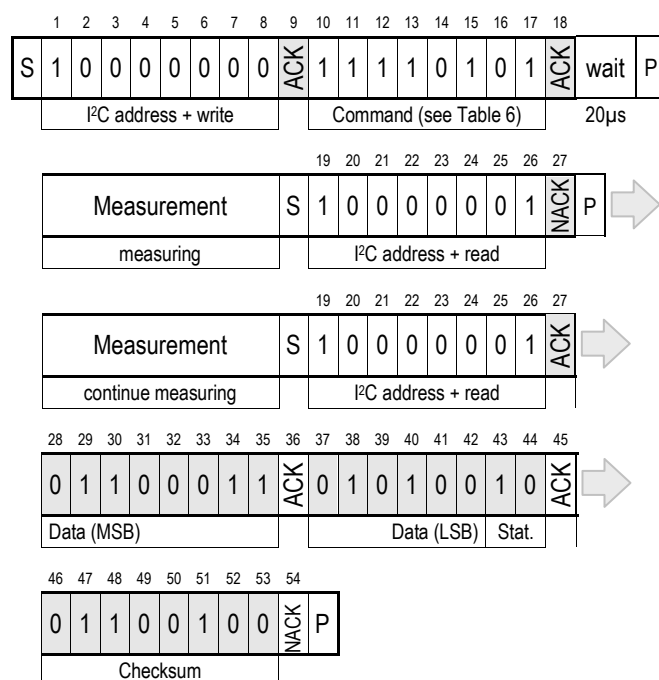 1 2 3 4 5 6 7 8 9 10 11 12 13 14 15 16 17 18
S 1 0 0 0 0 0 0 0 ACK 1 1 1 1 0 1 0 1 ACK wait P
I²C address + write Command (see Table 6) 20µs
19 20 21 22 23 24 25 26 27
Measurement S 1 0 0 0 0 0 0 1 NACK P
measuring I²C address + read
19 20 21 22 23 24 25 26 27
Measurement S 1 0 0 0 0 0 0 1 ACK
continue measuring I²C address + read
28 29 30 31 32 33 34 35 36 37 38 39 40 41 42 43 44 45
0 1 1 0 0 0 1 1 ACK 0 1 0 1 0 0 1 0 ACK
Data (MSB) Data (LSB) Stat.
46 47 48 49 50 51 52 53 54
0 1 1 0 0 1 0 0 NACK P
Checksum